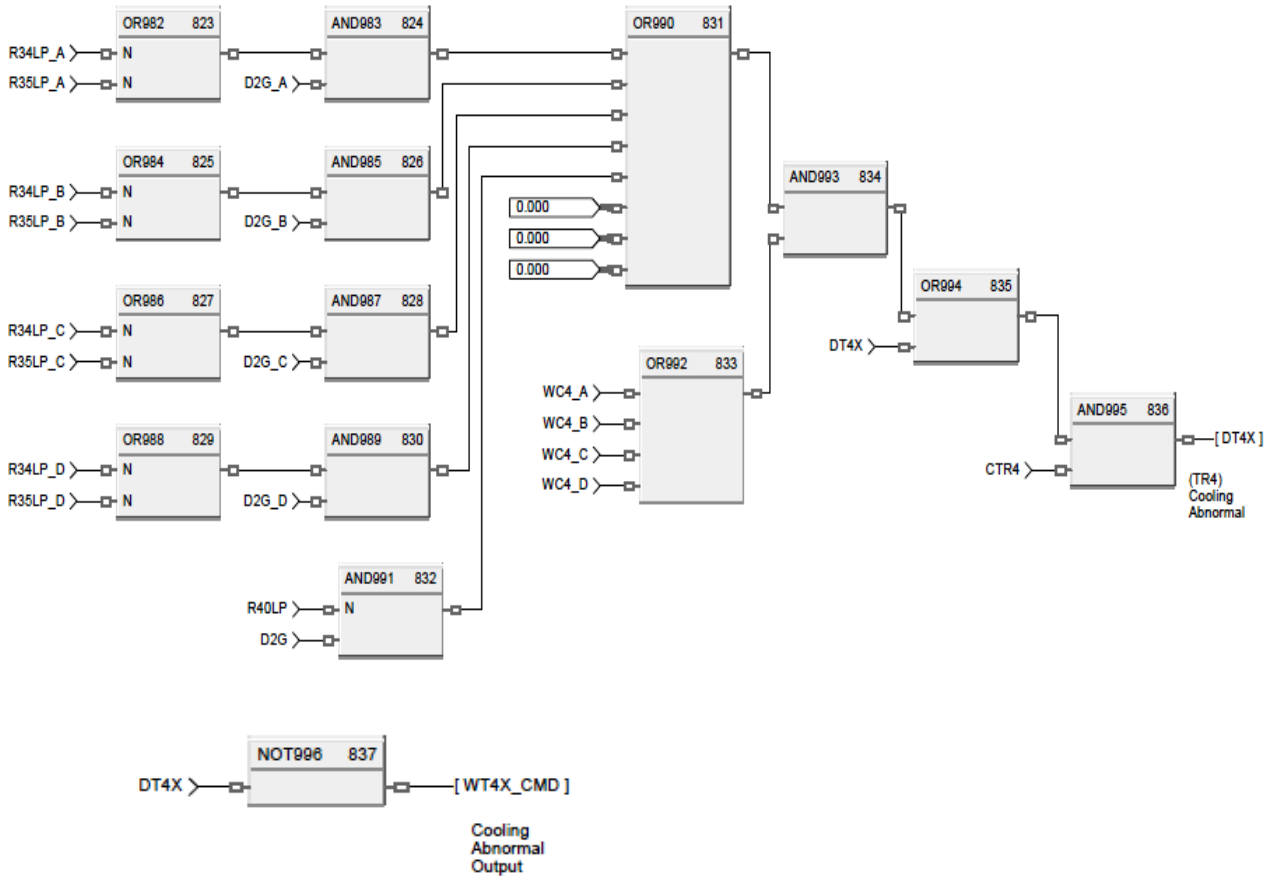 OR982 823
AND983 824
OR990 831
R34LP_A
N
R35LP_A
N
D2G_A
OR984 825
AND985 826
AND993 834
R34LP_B
N
R35LP_B
N
D2G_B
0.000
0.000
0.000
OR986 827
AND987 828
OR994 835
R34LP_C
N
R35LP_C
N
D2G_C
DT4X
OR992 833
WC4_A
WC4_B
WC4_C
WC4_D
AND995 836
[ DT4X ]
CTR4
(TR4)
Cooling
Abnormal
OR988 829
AND989 830
R34LP_D
N
R35LP_D
N
D2G_D
AND991 832
R40LP
N
D2G
NOT996 837
DT4X
[ WT4X_CMD ]
Cooling
Abnormal
Output